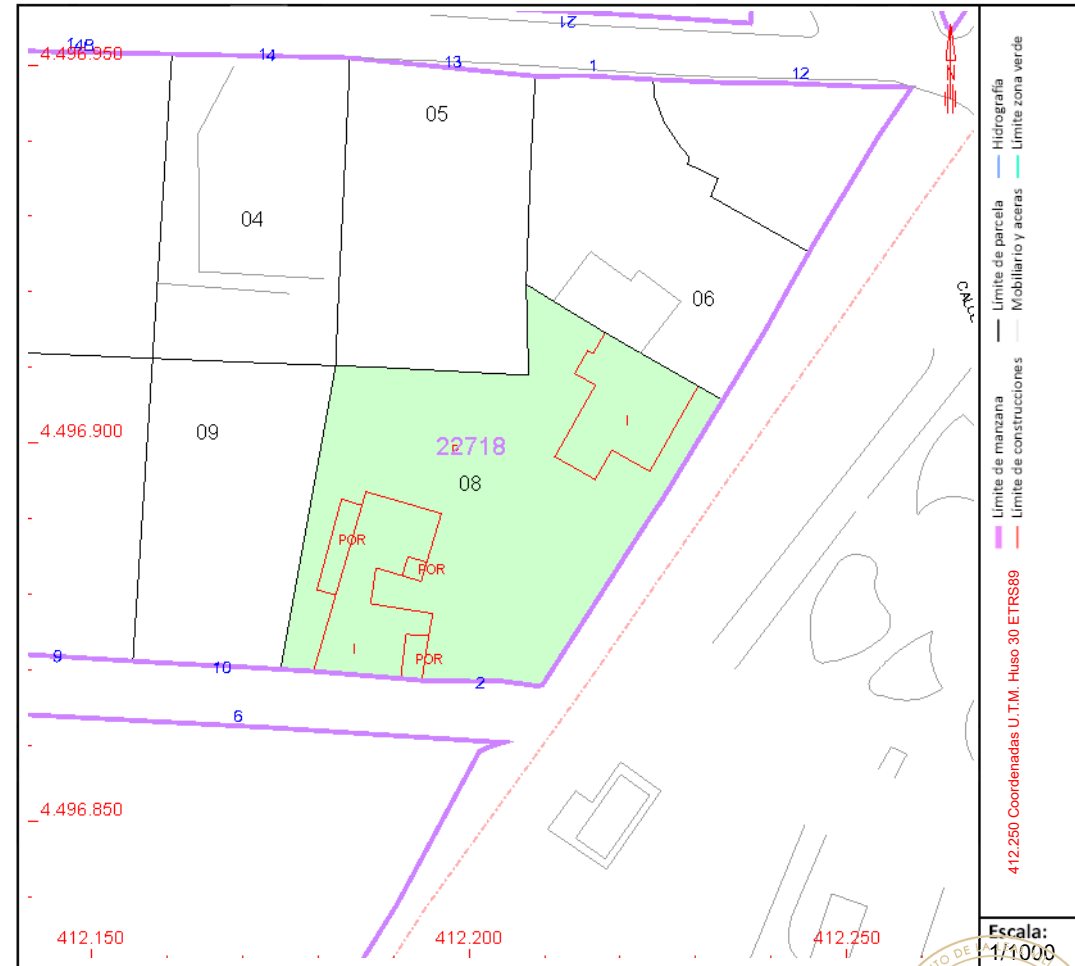 21
14B
4.496.950
14
13
1
12
05
04
06
CALL
09
4.496.900
22718
P
I
08
POR
POR
I
POR
9
10
2
6
4.496.850
412.150
412.200
412.250
N
Hidrografía
Límite zona verde
Límite de parcela
Mobiliario y aceras
Límite de manzana
Límite de construcciones
412.250 Coordenadas U.T.M. Huso 30 ETRS89
Escala:
1/1000